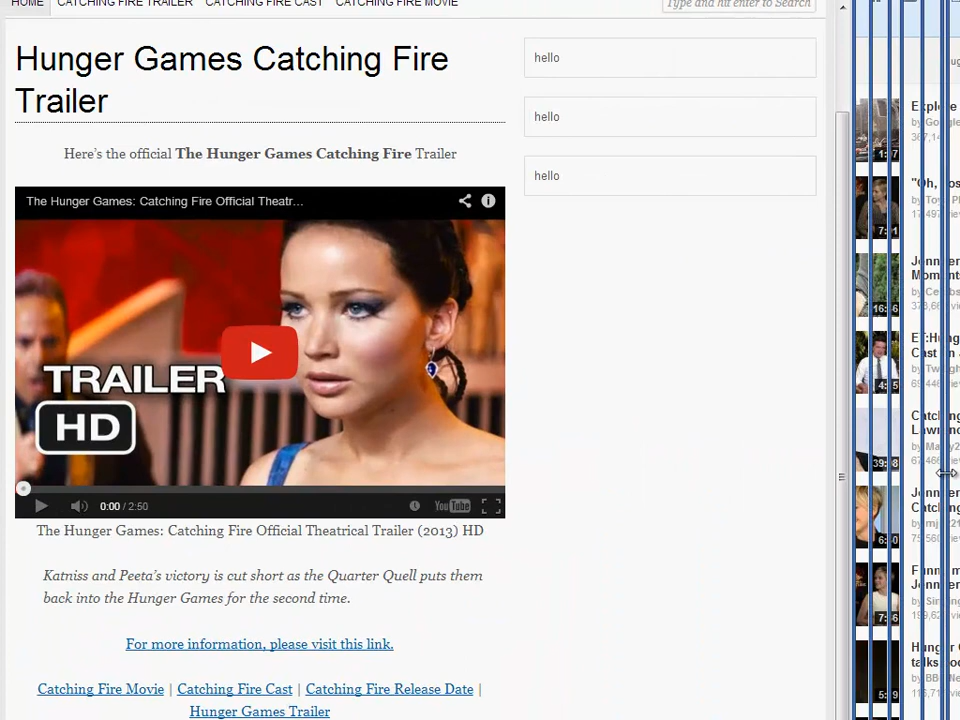 HOME CATCHING FIRE TRAILER CATCHING FIRE CAST CATCHING FIRE MOVIE
Type and hit enter to Search
Hunger Games Catching Fire
Trailer
Here's the official The Hunger Games Catching Fire Trailer
The Hunger Games: Catching Fire Official Theatr...
TRAILER
HD
0:00 / 2:50
YouTube
The Hunger Games: Catching Fire Official Theatrical Trailer (2013) HD
Katniss and Peeta's victory is cut short as the Quarter Quell puts them
back into the Hunger Games for the second time.
For more information, please visit this link.
Catching Fire Movie | Catching Fire Cast | Catching Fire Release Date |
Hunger Games Trailer
hello
hello
hello